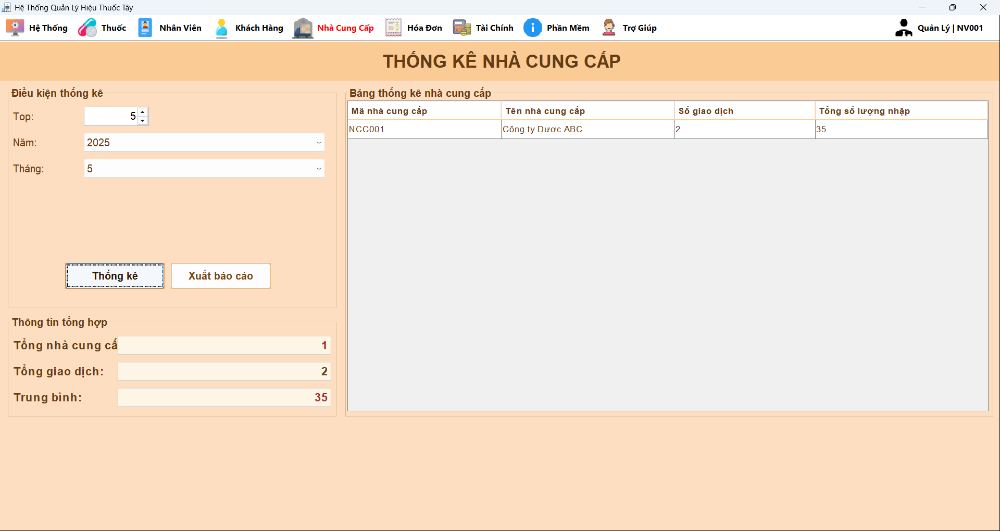 Hệ Thống Quản Lý Hiệu Thuốc Tây
Hệ Thống Thuốc Nhân Viên Khách Hàng Nhà Cung Cấp Hóa Đơn Tài Chính Phần Mềm Trợ Giúp Quản Lý | NV001
THỐNG KÊ NHÀ CUNG CẤP
Điều kiện thống kê
Top: 5
Năm: 2025
Tháng: 5
Thống kê Xuất báo cáo
Thông tin tổng hợp
Tổng nhà cung cấ 1
Tổng giao dịch: 2
Trung bình: 35
Bảng thống kê nhà cung cấp
Mã nhà cung cấp Tên nhà cung cấp Số giao dịch Tổng số lượng nhập
NCC001 Công ty Dược ABC 2 35